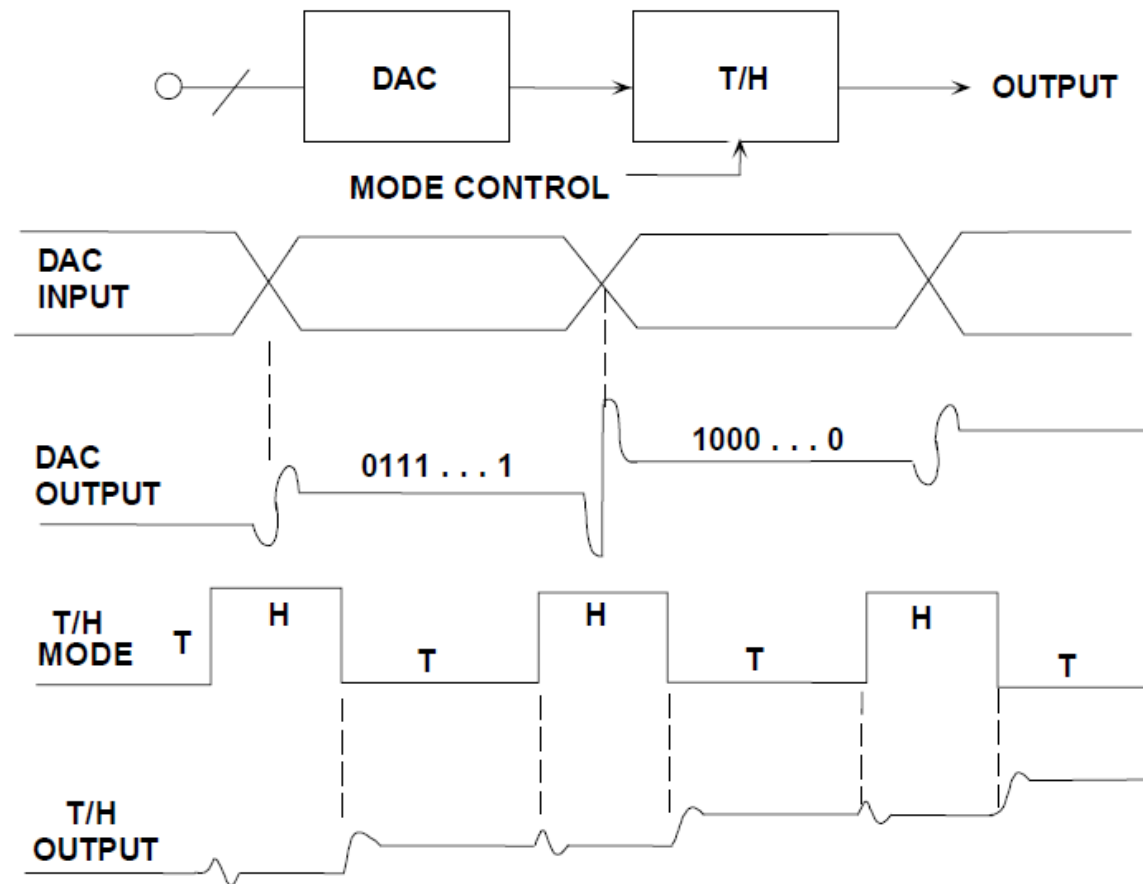 DAC
T/H
OUTPUT
MODE CONTROL
DAC
INPUT
DAC
OUTPUT
0111 . . . 1
1000 . . . 0
T/H
MODE
T
H
T
H
T
H
T
T/H
OUTPUT